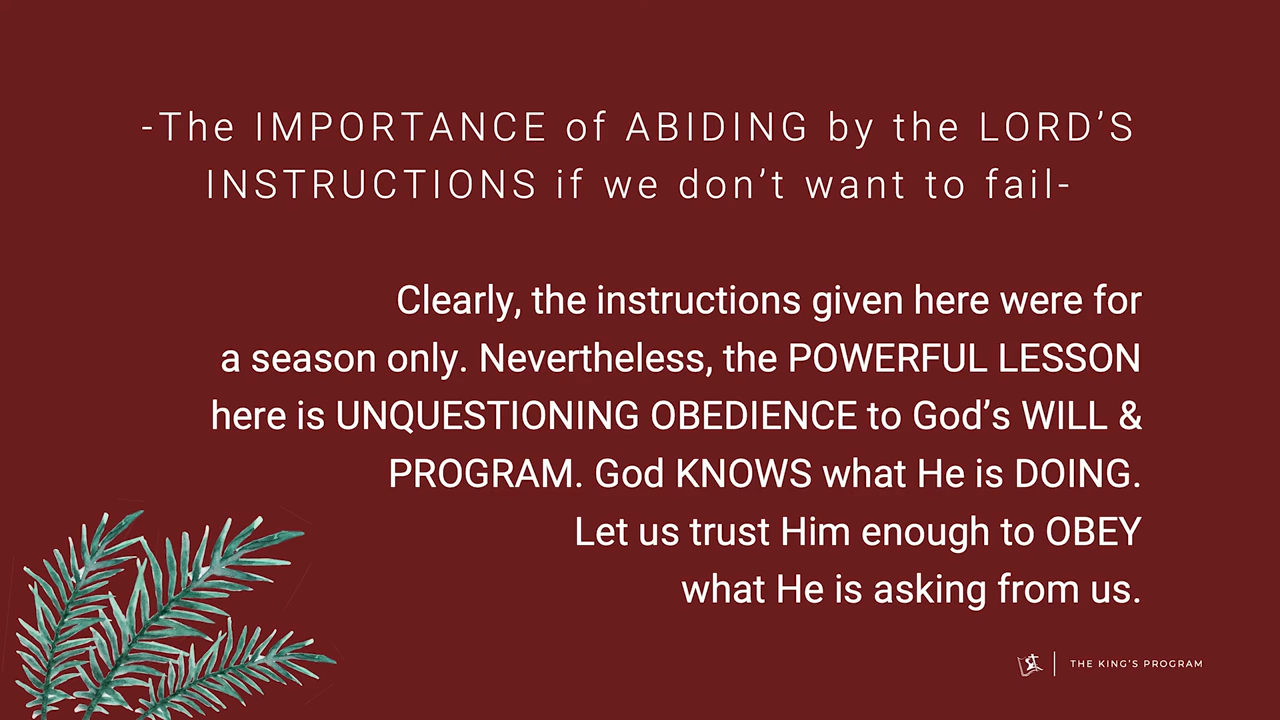 -The IMPORTANCE of ABIDING by the LORD’S
INSTRUCTIONS if we don’t want to fail-
Clearly, the instructions given here were for
a season only. Nevertheless, the POWERFUL LESSON
here is UNQUESTIONING OBEDIENCE to God’s WILL &
PROGRAM. God KNOWS what He is DOING.
Let us trust Him enough to OBEY
what He is asking from us.
THE KING’S PROGRAM